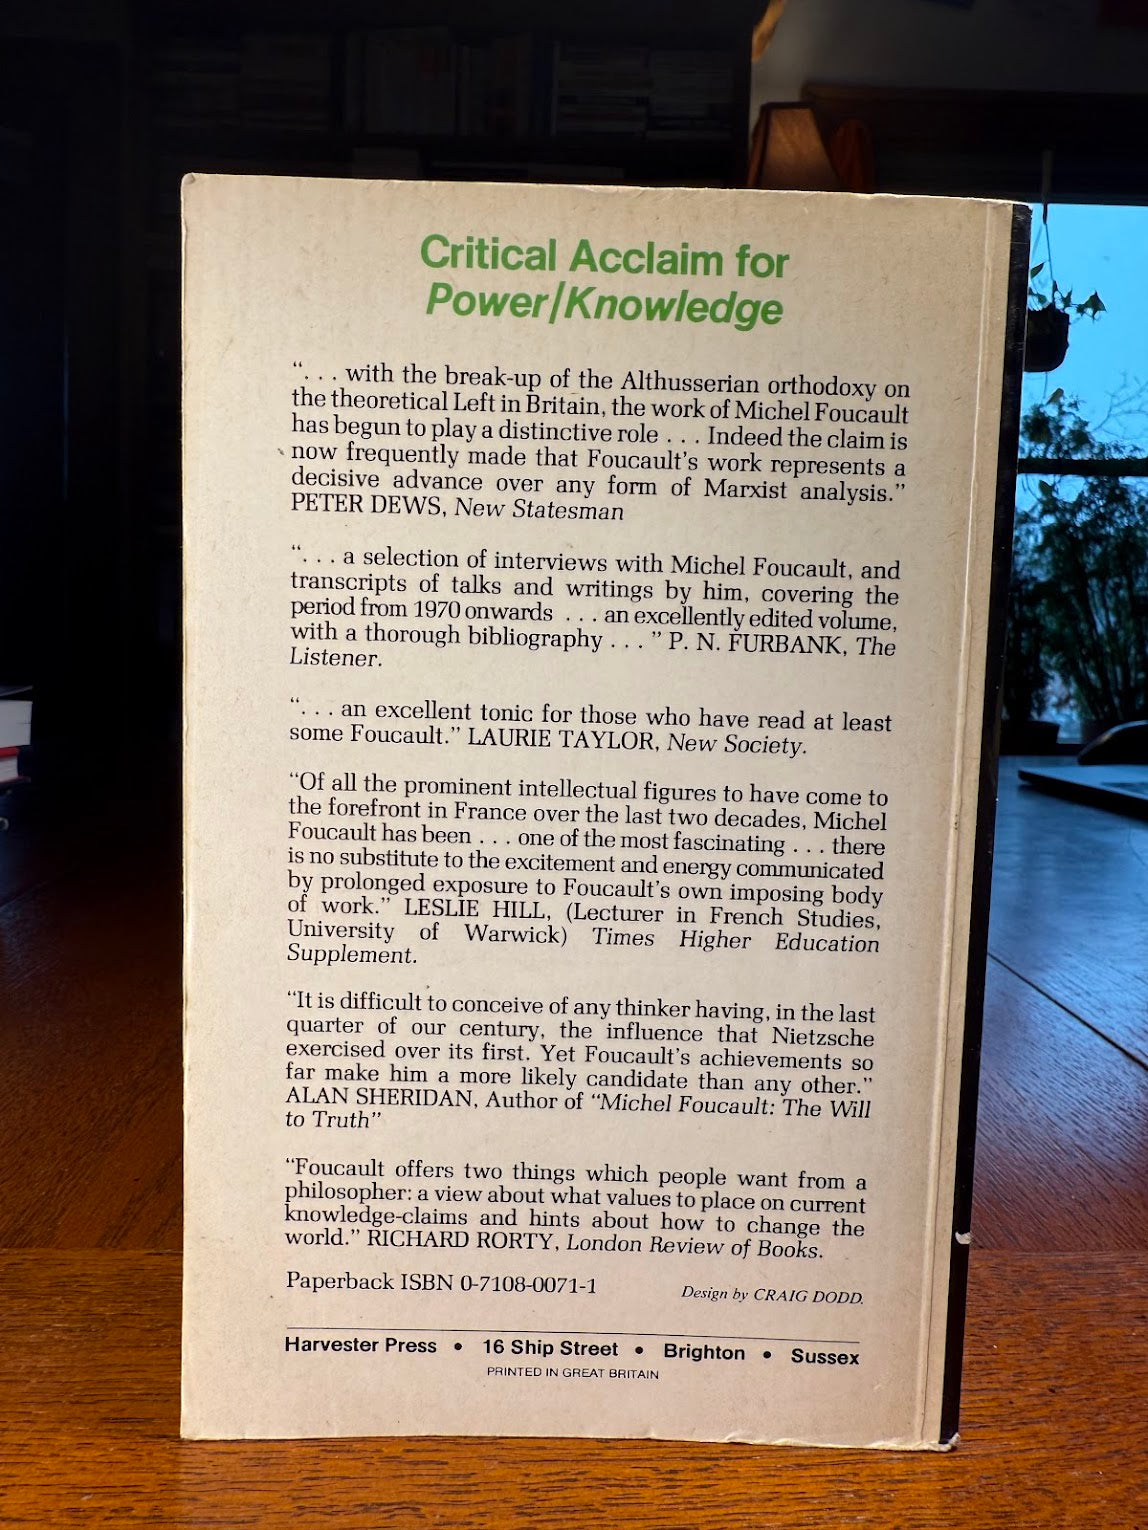 Critical Acclaim for
Power/Knowledge
“. . . with the break-up of the Althusserian orthodoxy on
the theoretical Left in Britain, the work of Michel Foucault
has begun to play a distinctive role . . . Indeed the claim is
now frequently made that Foucault’s work represents a
decisive advance over any form of Marxist analysis.”
PETER DEWS, New Statesman
“. . . a selection of interviews with Michel Foucault, and
transcripts of talks and writings by him, covering the
period from 1970 onwards . . . an excellently edited volume,
with a thorough bibliography . . . ” P. N. FURBANK, The
Listener.
“. . . an excellent tonic for those who have read at least
some Foucault.” LAURIE TAYLOR, New Society.
“Of all the prominent intellectual figures to have come to
the forefront in France over the last two decades, Michel
Foucault has been . . . one of the most fascinating . . . there
is no substitute to the excitement and energy communicated
by prolonged exposure to Foucault’s own imposing body
of work.” LESLIE HILL, (Lecturer in French Studies,
University of Warwick) Times Higher Education
Supplement.
“It is difficult to conceive of any thinker having, in the last
quarter of our century, the influence that Nietzsche
exercised over its first. Yet Foucault’s achievements so
far make him a more likely candidate than any other.”
ALAN SHERIDAN, Author of “Michel Foucault: The Will
to Truth”
“Foucault offers two things which people want from a
philosopher: a view about what values to place on current
knowledge-claims and hints about how to change the
world.” RICHARD RORTY, London Review of Books.
Paperback ISBN 0-7108-0071-1
Design by CRAIG DODD.
Harvester Press • 16 Ship Street • Brighton • Sussex
PRINTED IN GREAT BRITAIN